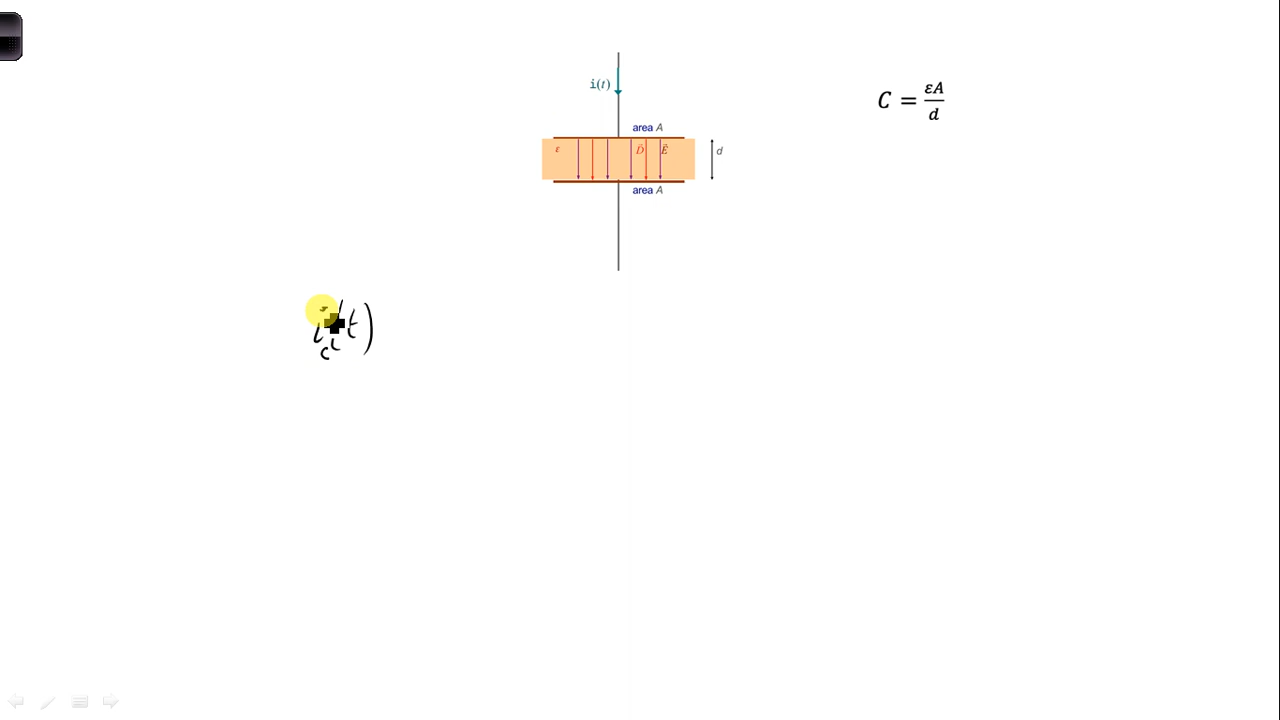 i(t)
C = εA/d
area A
ε D⃗ E⃗ d
area A
i_c(t)